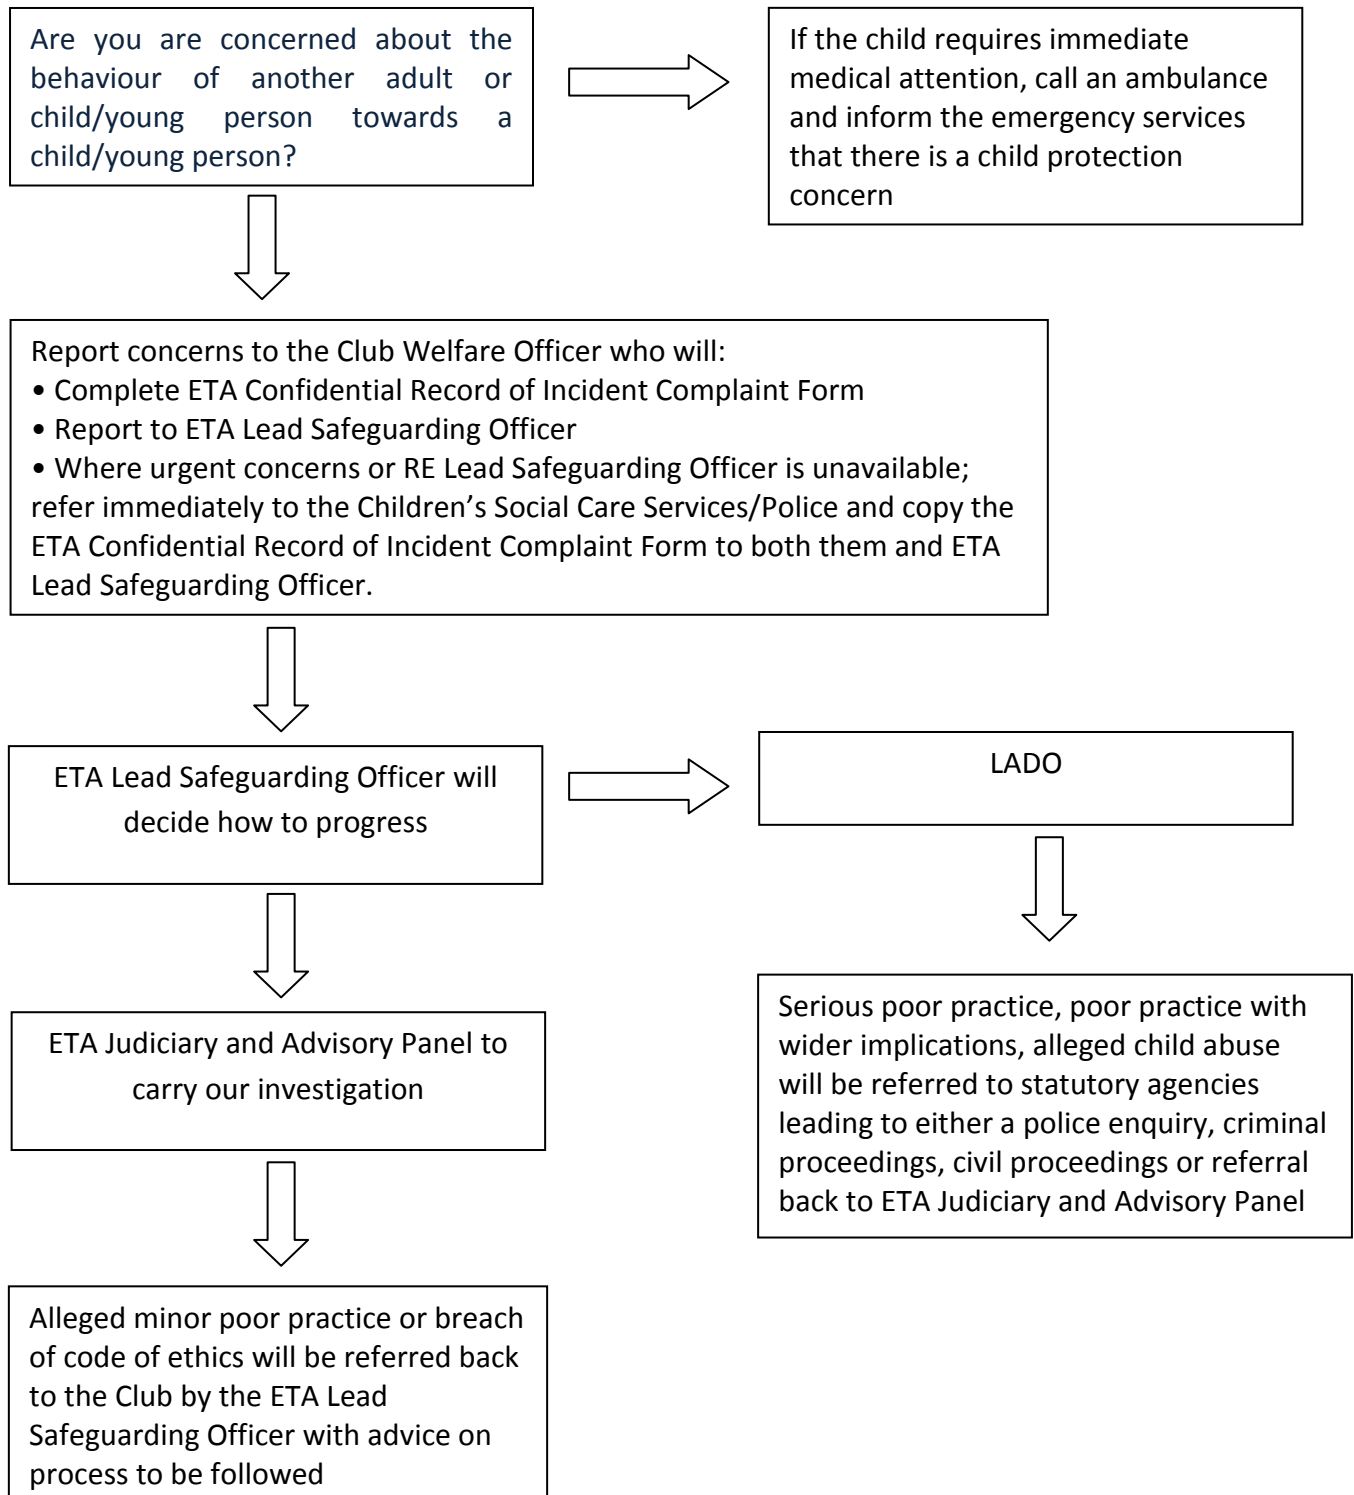 Are you are concerned about the
behaviour of another adult or
child/young person towards a
child/young person?
If the child requires immediate
medical attention, call an ambulance
and inform the emergency services
that there is a child protection
concern
Report concerns to the Club Welfare Officer who will:
• Complete ETA Confidential Record of Incident Complaint Form
• Report to ETA Lead Safeguarding Officer
• Where urgent concerns or RE Lead Safeguarding Officer is unavailable;
refer immediately to the Children’s Social Care Services/Police and copy the
ETA Confidential Record of Incident Complaint Form to both them and ETA
Lead Safeguarding Officer.
ETA Lead Safeguarding Officer will
decide how to progress
LADO
ETA Judiciary and Advisory Panel to
carry our investigation
Serious poor practice, poor practice with
wider implications, alleged child abuse
will be referred to statutory agencies
leading to either a police enquiry, criminal
proceedings, civil proceedings or referral
back to ETA Judiciary and Advisory Panel
Alleged minor poor practice or breach
of code of ethics will be referred back
to the Club by the ETA Lead
Safeguarding Officer with advice on
process to be followed